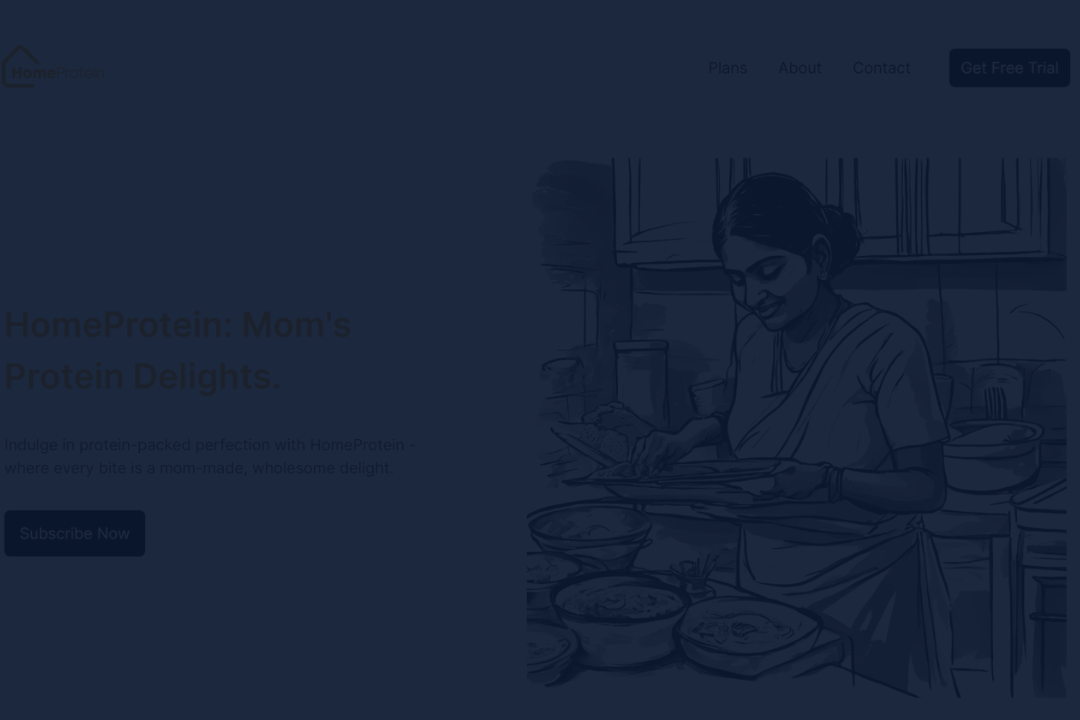 HomeProtein
Plans About Contact Get Free Trial
HomeProtein: Mom's
Protein Delights.
Indulge in protein-packed perfection with HomeProtein -
where every bite is a mom-made, wholesome delight.
Subscribe Now